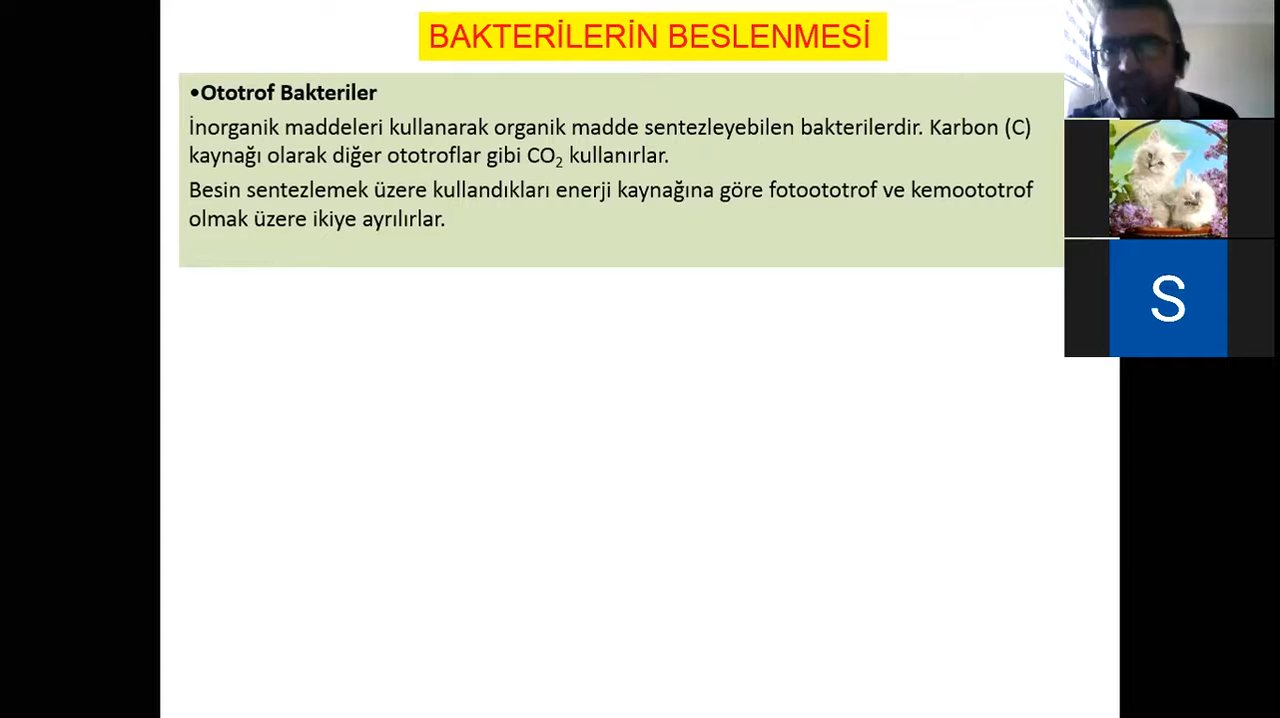 BAKTERİLERİN BESLENMESİ
•Ototrof Bakteriler
İnorganik maddeleri kullanarak organik madde sentezleyebilen bakterilerdir. Karbon (C)
kaynağı olarak diğer ototroflar gibi CO₂ kullanırlar.
Besin sentezlemek üzere kullandıkları enerji kaynağına göre fotoototrof ve kemoototrof
olmak üzere ikiye ayrılırlar.
S